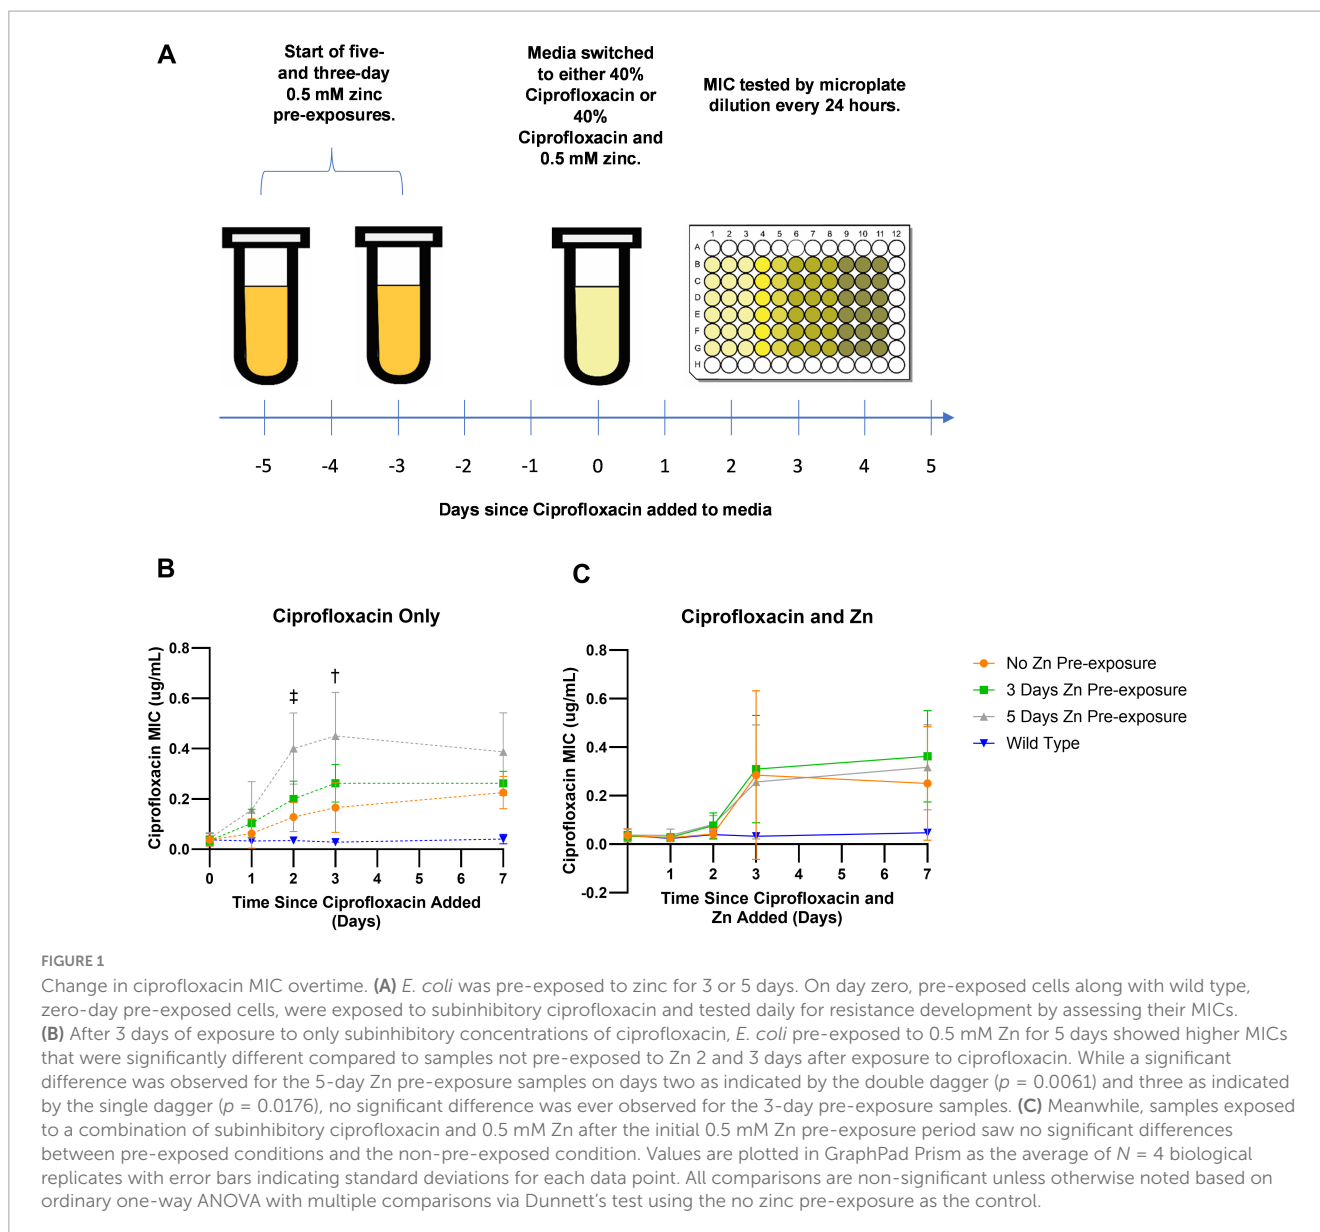 A
Start of five-
and three-day
0.5 mM zinc
pre-exposures.
Media switched
to either 40%
Ciprofloxacin or
40%
Ciprofloxacin and
0.5 mM zinc.
MIC tested by microplate
dilution every 24 hours.
1 2 3 4 5 6 7 8 9 10 11 12
A
B
C
D
E
F
G
H
-5 -4 -3 -2 -1 0 1 2 3 4 5
Days since Ciprofloxacin added to media
B
Ciprofloxacin Only
Ciprofloxacin MIC (ug/mL)
0.8
0.6
0.4
0.2
0.0
‡
†
0 1 2 3 4 5 6 7
Time Since Ciprofloxacin Added
(Days)
C
Ciprofloxacin and Zn
Ciprofloxacin MIC (ug/mL)
0.8
0.6
0.4
0.2
0.0
-0.2
1 2 3 4 5 6 7
Time Since Ciprofloxacin and
Zn Added (Days)
No Zn Pre-exposure
3 Days Zn Pre-exposure
5 Days Zn Pre-exposure
Wild Type
FIGURE 1
Change in ciprofloxacin MIC overtime. (A) E. coli was pre-exposed to zinc for 3 or 5 days. On day zero, pre-exposed cells along with wild type,
zero-day pre-exposed cells, were exposed to subinhibitory ciprofloxacin and tested daily for resistance development by assessing their MICs.
(B) After 3 days of exposure to only subinhibitory concentrations of ciprofloxacin, E. coli pre-exposed to 0.5 mM Zn for 5 days showed higher MICs
that were significantly different compared to samples not pre-exposed to Zn 2 and 3 days after exposure to ciprofloxacin. While a significant
difference was observed for the 5-day Zn pre-exposure samples on days two as indicated by the double dagger (p = 0.0061) and three as indicated
by the single dagger (p = 0.0176), no significant difference was ever observed for the 3-day pre-exposure samples. (C) Meanwhile, samples exposed
to a combination of subinhibitory ciprofloxacin and 0.5 mM Zn after the initial 0.5 mM Zn pre-exposure period saw no significant differences
between pre-exposed conditions and the non-pre-exposed condition. Values are plotted in GraphPad Prism as the average of N = 4 biological
replicates with error bars indicating standard deviations for each data point. All comparisons are non-significant unless otherwise noted based on
ordinary one-way ANOVA with multiple comparisons via Dunnett's test using the no zinc pre-exposure as the control.